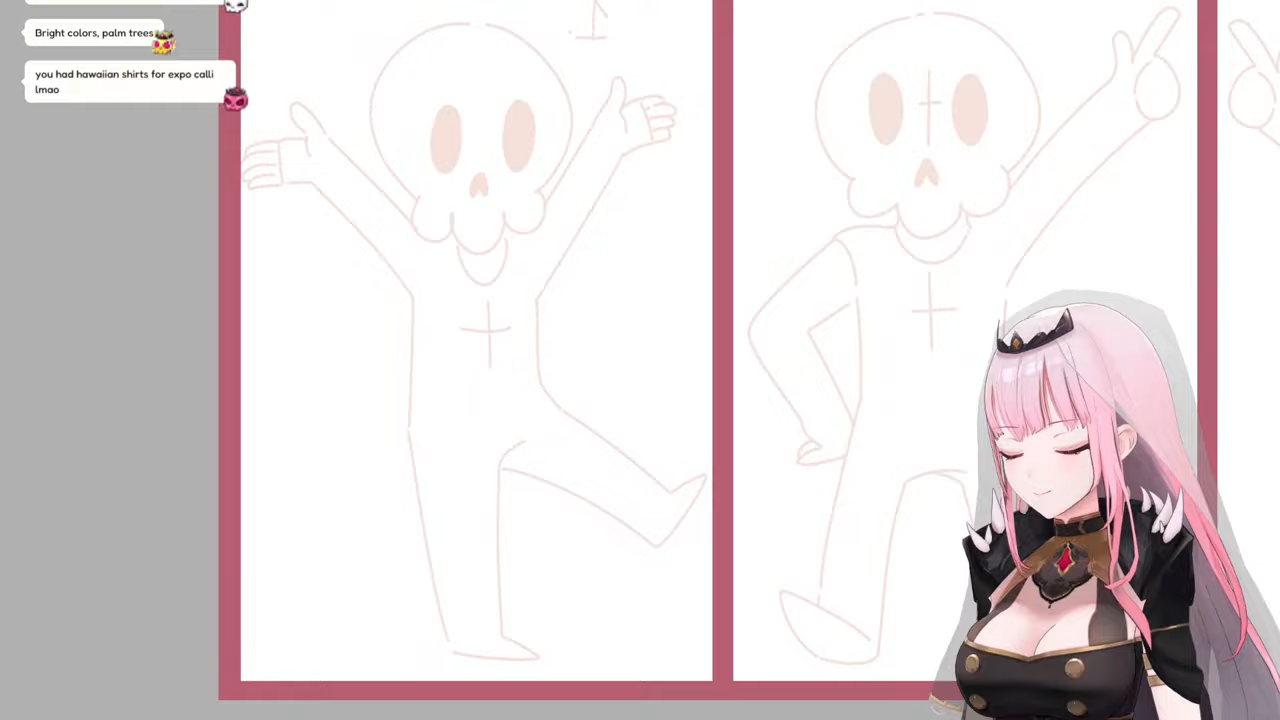 Bright colors, palm trees
you had hawaiian shirts for expo calli
lmao